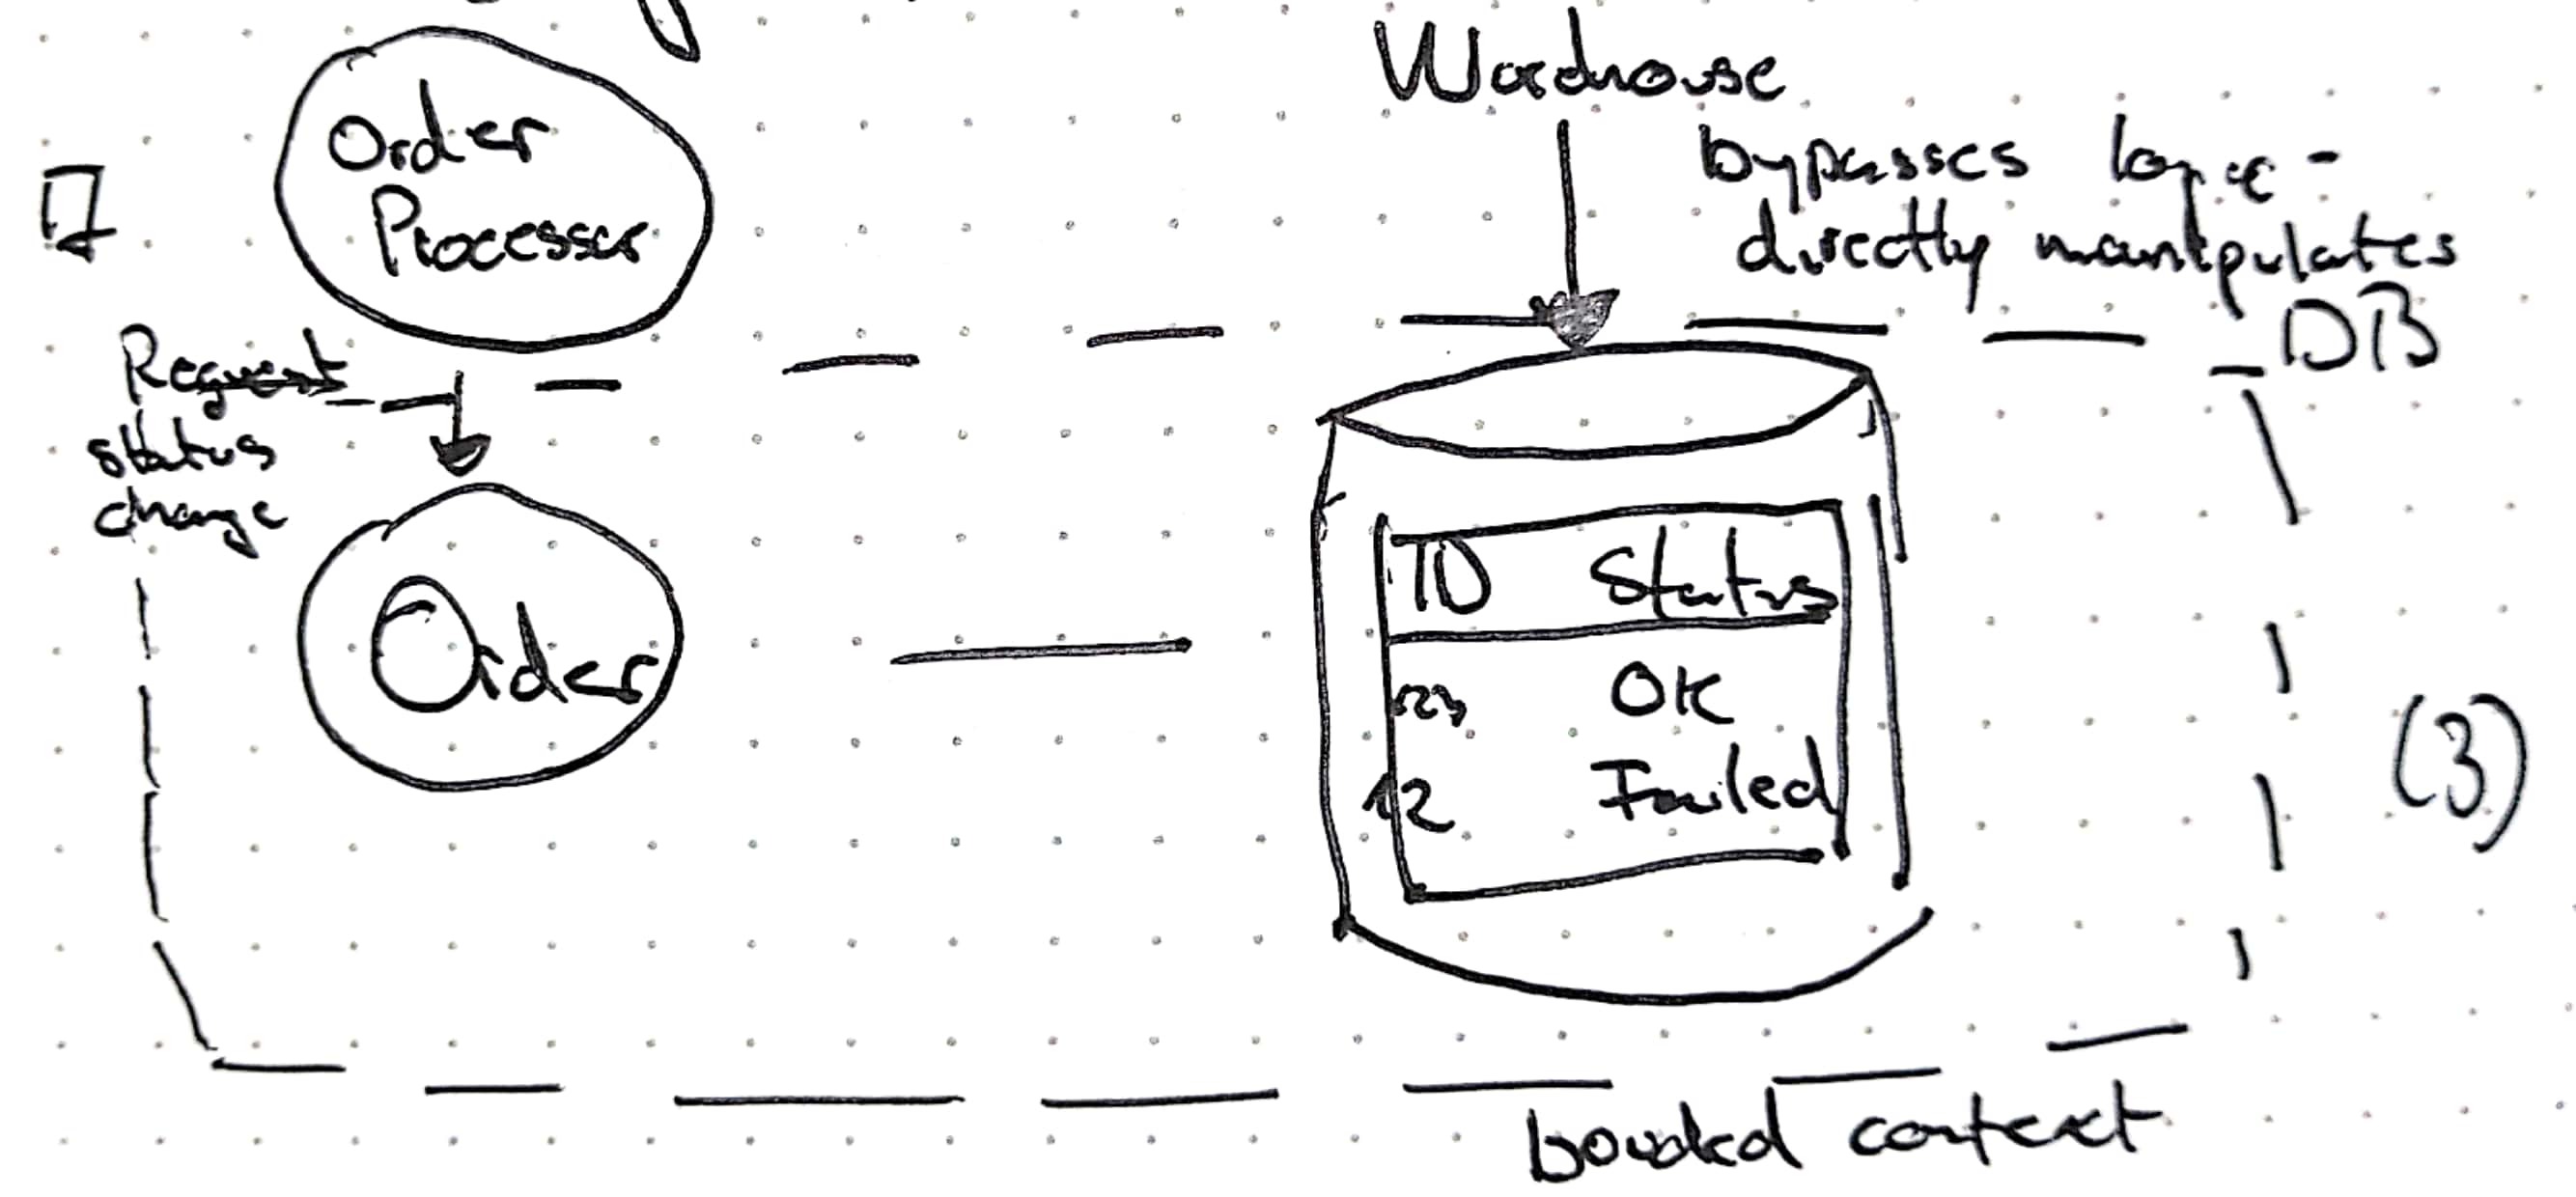 Order
Processor
Warehouse
bypasses logic -
directly manipulates
DB
Request
status
change
Order
ID Status
OK
12 Failed
(3)
bounded context